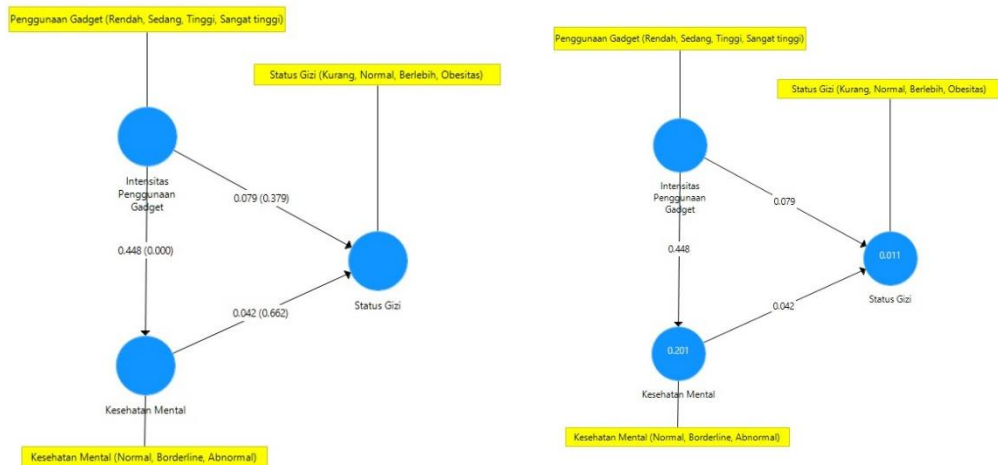 Penggunaan Gadget (Rendah, Sedang, Tinggi, Sangat tinggi)
Status Gizi (Kurang, Normal, Berlebih, Obesitas)
Intensitas
Penggunaan
Gadget
0.079 (0.379)
0.448 (0.000)
Status Gizi
0.042 (0.662)
Kesehatan Mental
Kesehatan Mental (Normal, Borderline, Abnormal)
Penggunaan Gadget (Rendah, Sedang, Tinggi, Sangat tinggi)
Status Gizi (Kurang, Normal, Berlebih, Obesitas)
Intensitas
Penggunaan
Gadget
0.079
0.448
0.011
Status Gizi
0.042
0.201
Kesehatan Mental
Kesehatan Mental (Normal, Borderline, Abnormal)